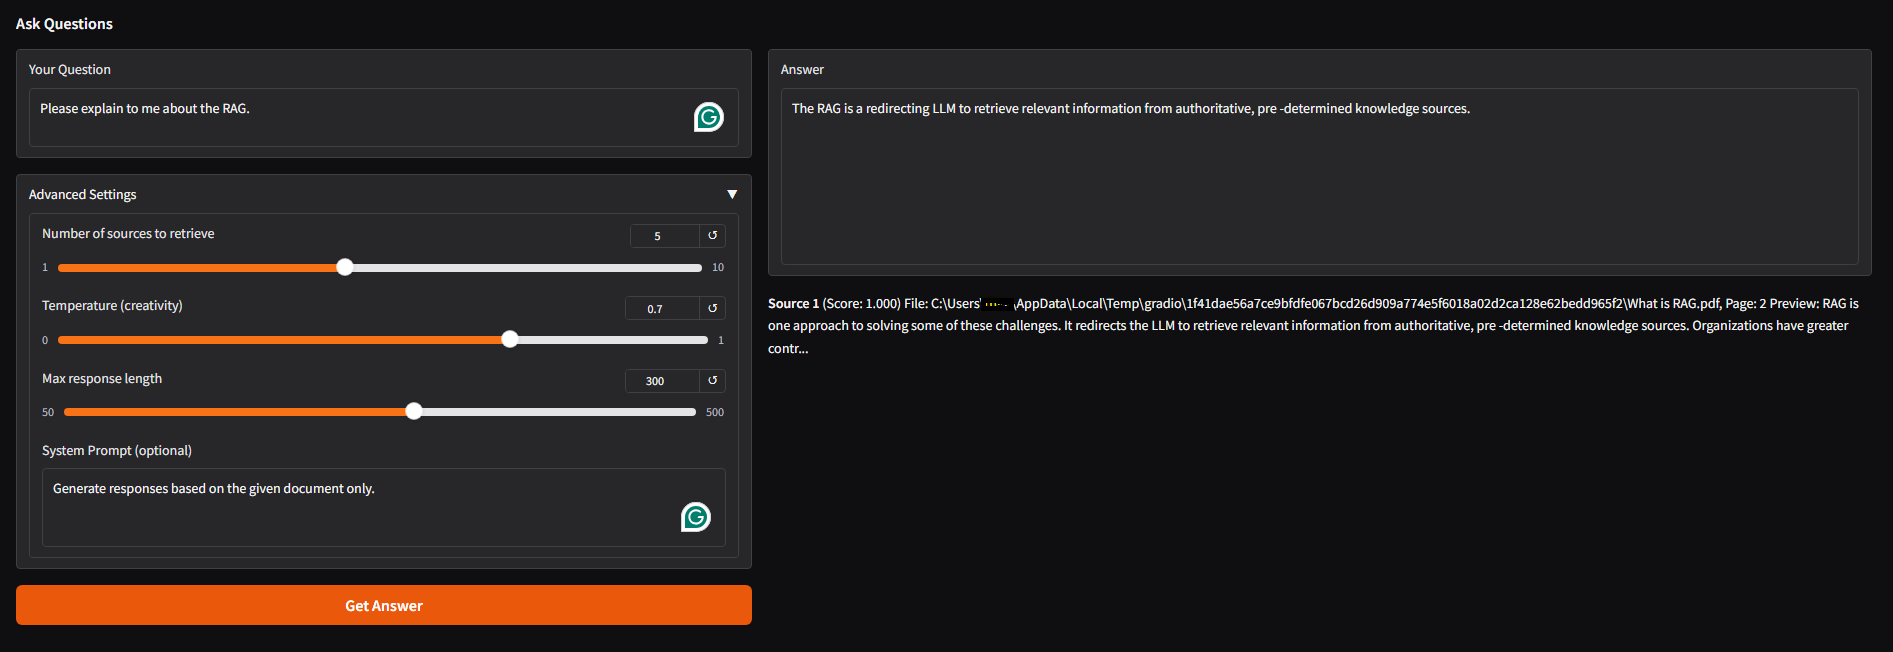 Ask Questions
Your Question
Please explain to me about the RAG.
Advanced Settings
▼
Number of sources to retrieve
5
↺
1
10
Temperature (creativity)
0.7
↺
0
1
Max response length
300
↺
50
500
System Prompt (optional)
Generate responses based on the given document only.
Get Answer
Answer
The RAG is a redirecting LLM to retrieve relevant information from authoritative, pre -determined knowledge sources.
Source 1 (Score: 1.000) File: C:\Users\ \AppData\Local\Temp\gradio\1f41dae56a7ce9bfdfe067bcd26d909a774e5f6018a02d2ca128e62bedd965f2\What is RAG.pdf, Page: 2 Preview: RAG is
one approach to solving some of these challenges. It redirects the LLM to retrieve relevant information from authoritative, pre -determined knowledge sources. Organizations have greater
contr...